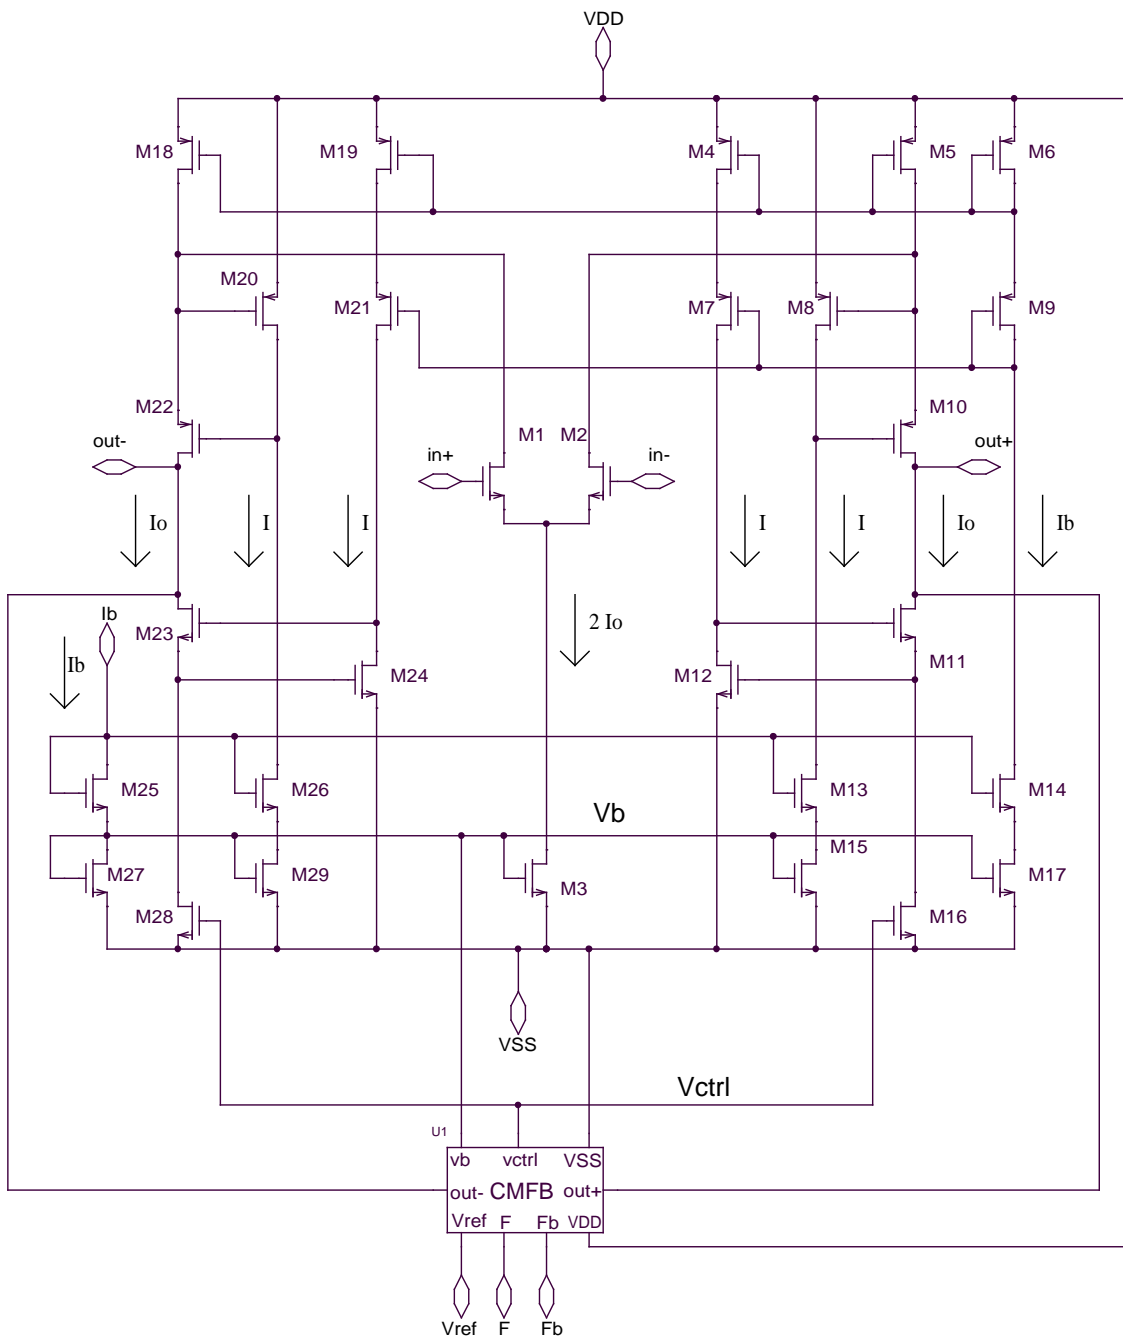 VDD
M18
M19
M4
M5
M6
M20
M21
M7
M8
M9
M22
M10
M1
M2
out-
in+
in-
out+
Io
I
I
I
I
Io
Ib
Ib
2 Io
M23
M11
Ib
M24
M12
M25
M26
M13
M14
Vb
M27
M29
M15
M3
M17
M28
M16
VSS
Vctrl
U1
vb
vctrl
VSS
out-
CMFB
out+
Vref
F
Fb
VDD
Vref
F
Fb